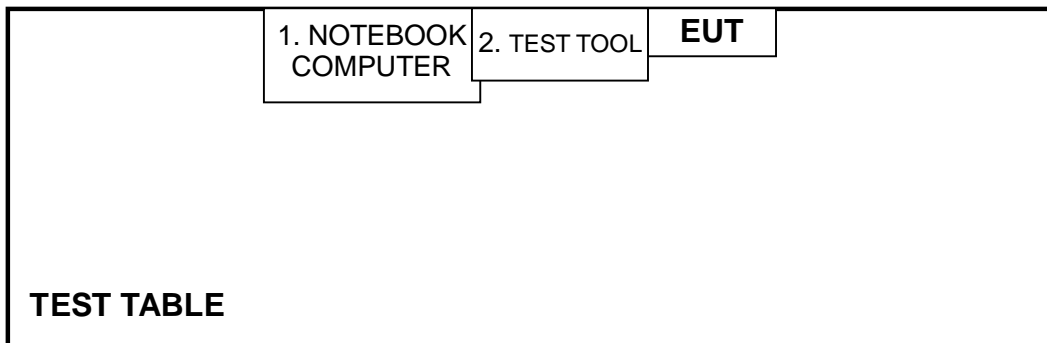 1. NOTEBOOK
COMPUTER
2. TEST TOOL
EUT
TEST TABLE